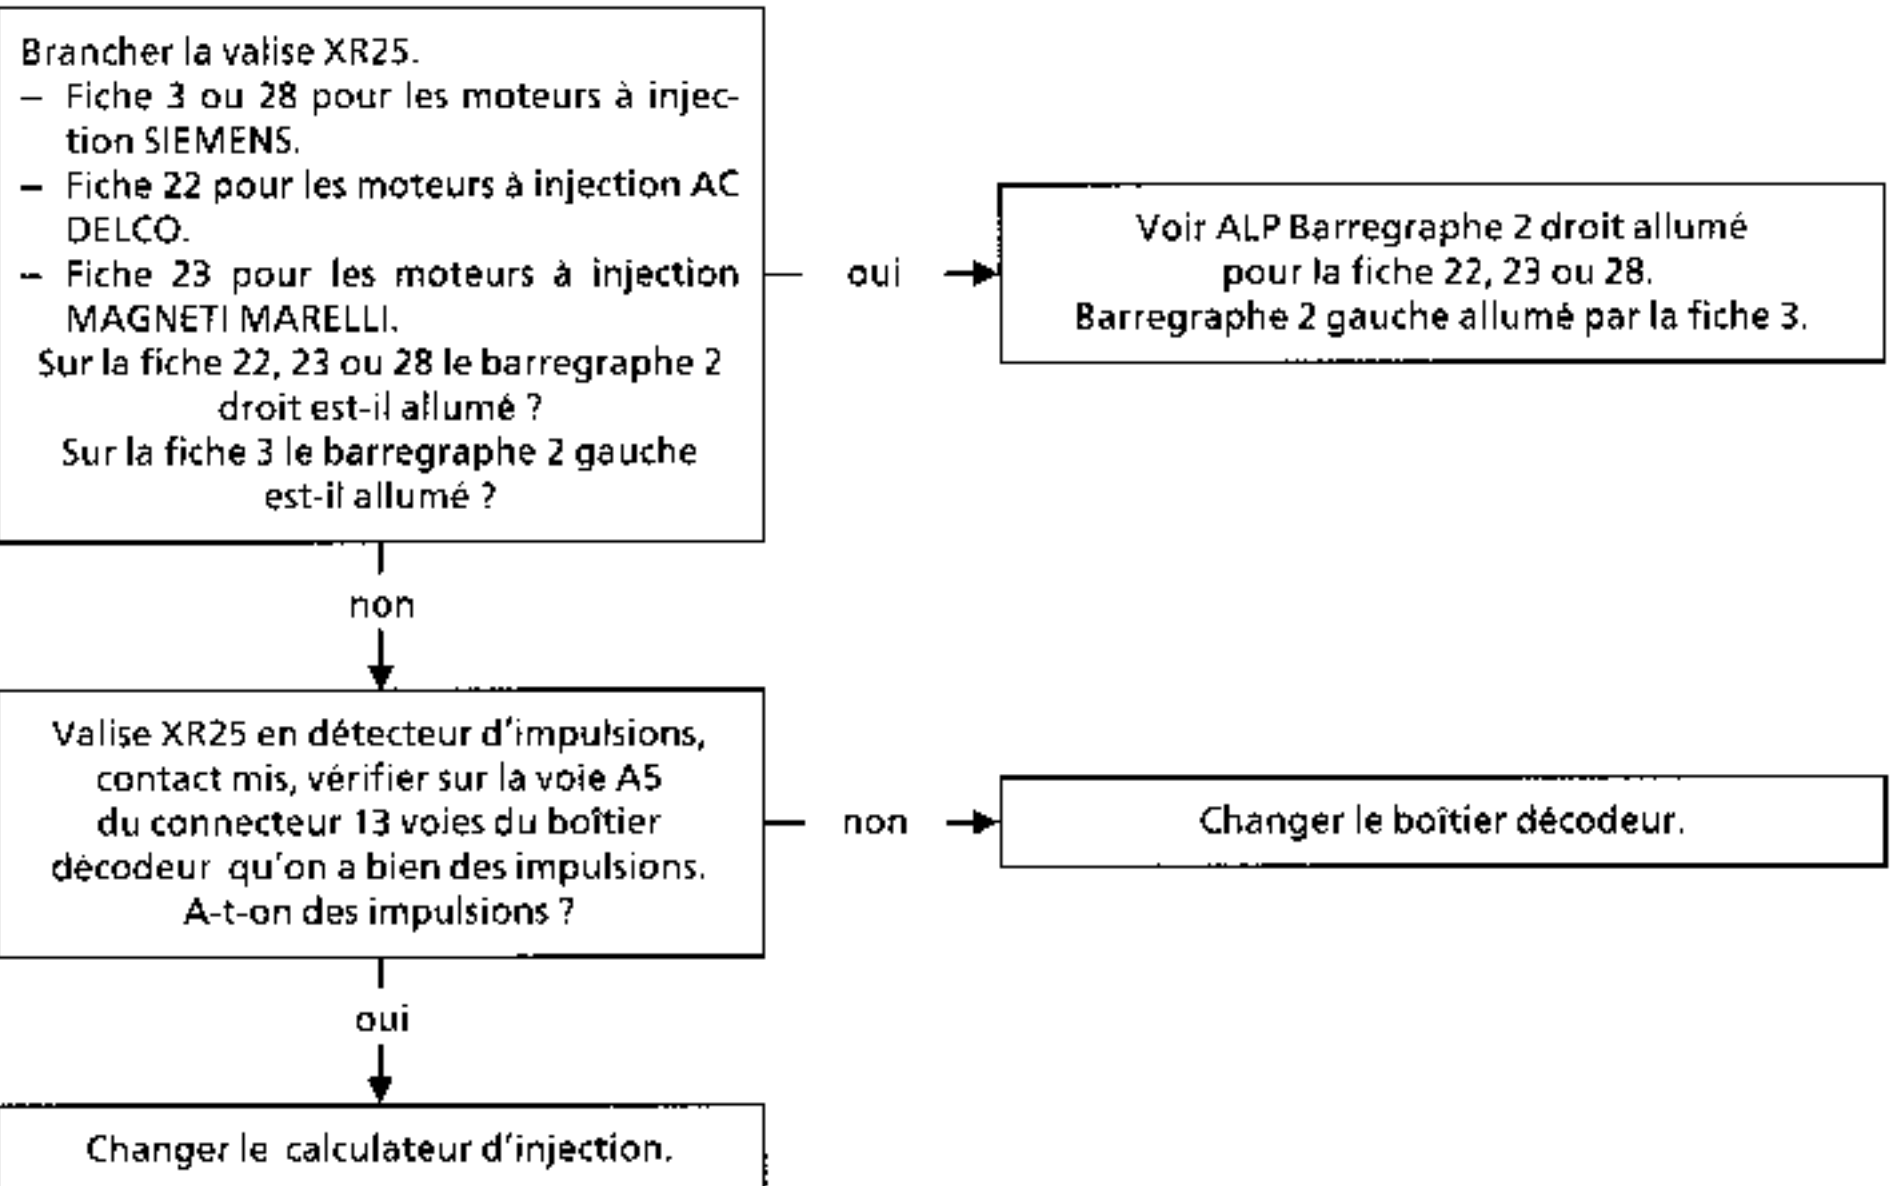 Brancher la valise XR25.
– Fiche 3 ou 28 pour les moteurs à injec-
tion SIEMENS.
– Fiche 22 pour les moteurs à injection AC
DELCO.
– Fiche 23 pour les moteurs à injection
MAGNETI MARELLI.
Sur la fiche 22, 23 ou 28 le barregraphe 2
droit est-il allumé ?
Sur la fiche 3 le barregraphe 2 gauche
est-il allumé ?
oui
Voir ALP Barregraphe 2 droit allumé
pour la fiche 22, 23 ou 28.
Barregraphe 2 gauche allumé par la fiche 3.
non
Valise XR25 en détecteur d'impulsions,
contact mis, vérifier sur la voie A5
du connecteur 13 voies du boîtier
décodeur qu'on a bien des impulsions.
A-t-on des impulsions ?
non
Changer le boîtier décodeur.
oui
Changer le calculateur d'injection.